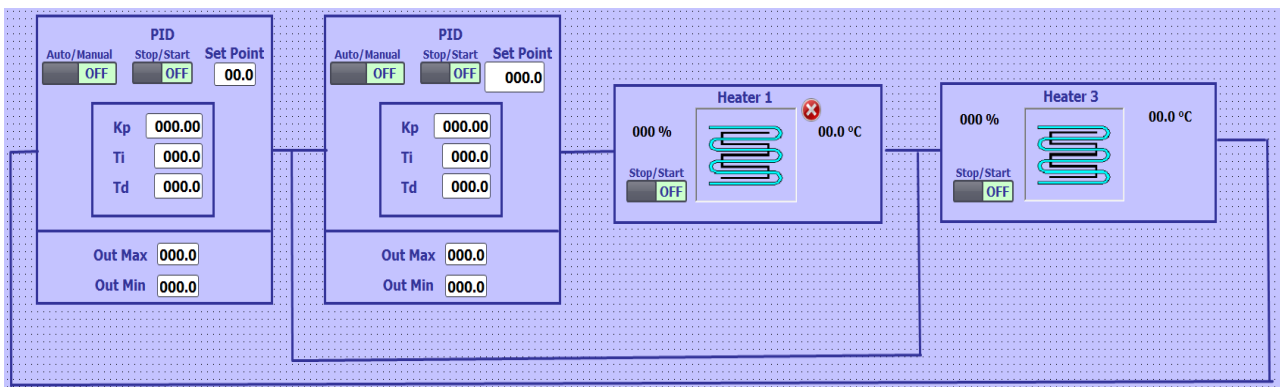 PID
Auto/Manual Stop/Start Set Point
OFF OFF 00.0
Kp 000.00
Ti 000.0
Td 000.0
Out Max 000.0
Out Min 000.0
PID
Auto/Manual Stop/Start Set Point
OFF OFF 000.0
Kp 000.00
Ti 000.0
Td 000.0
Out Max 000.0
Out Min 000.0
Heater 1
000 % 00.0 ºC
Stop/Start
OFF
Heater 3
000 % 00.0 ºC
Stop/Start
OFF